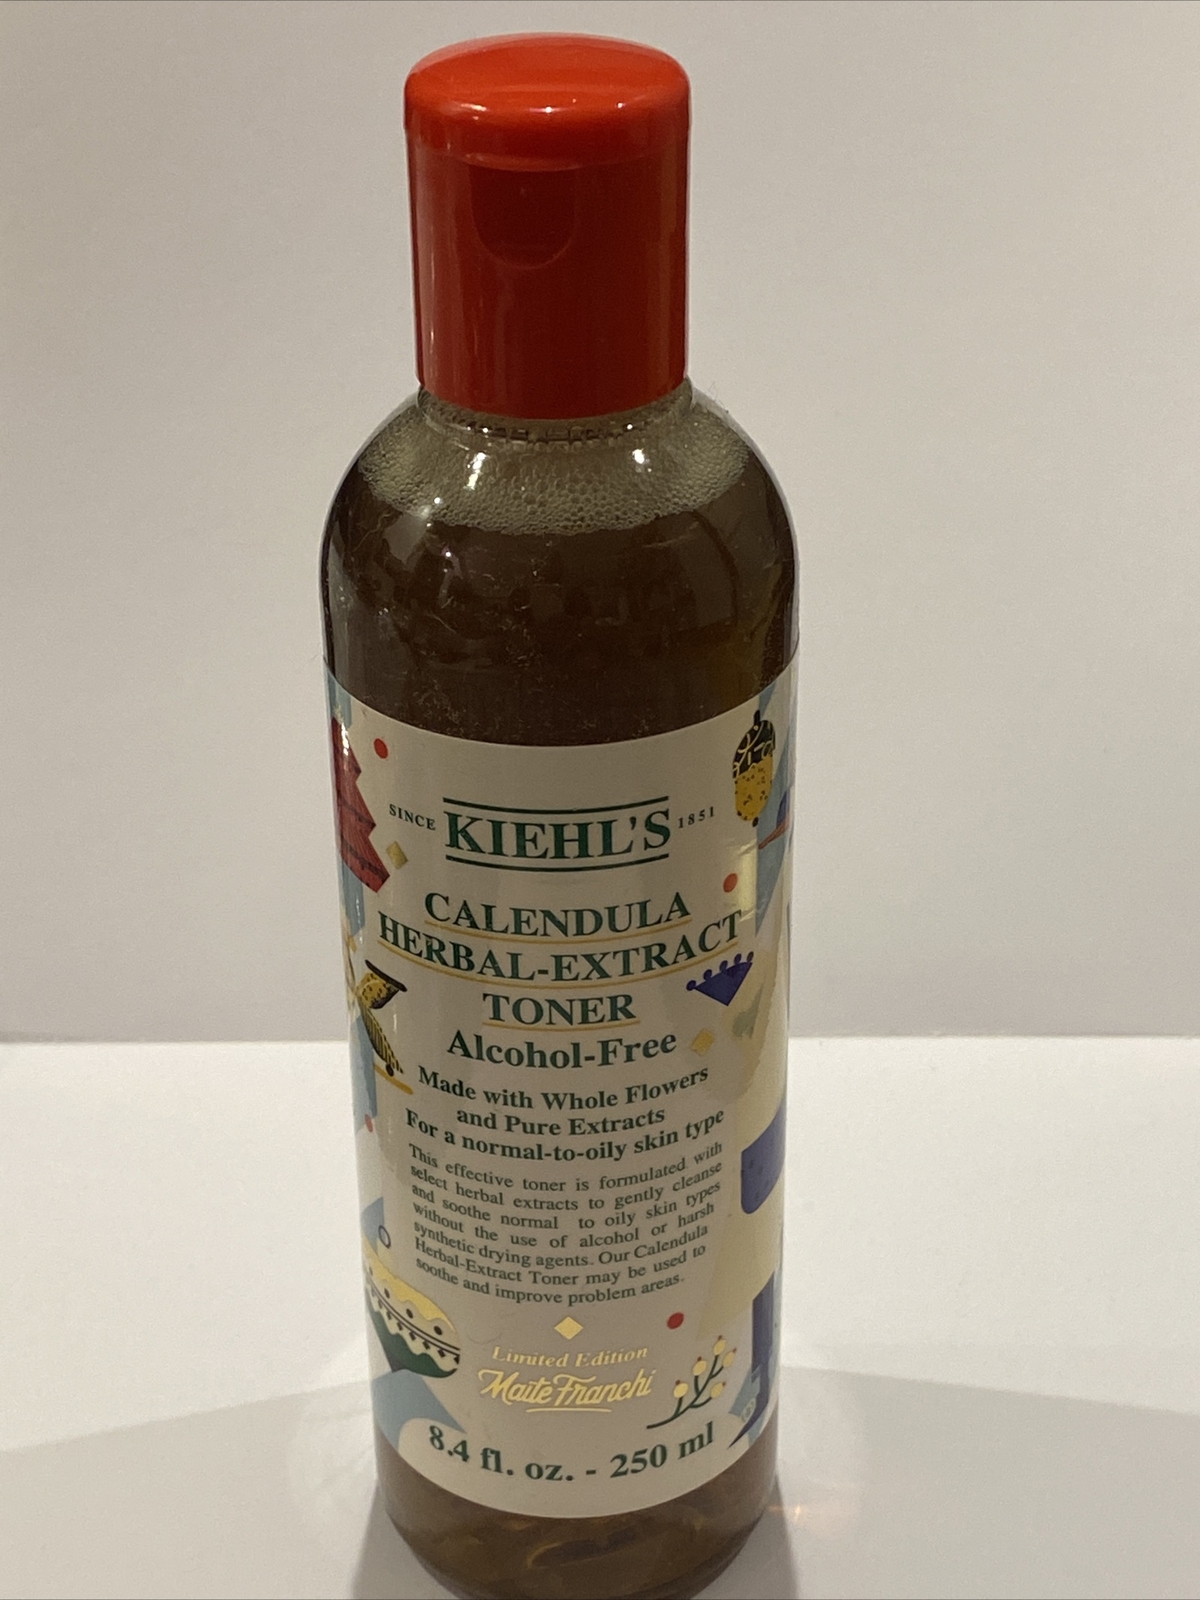 SINCE KIEHL'S 1851
CALENDULA
HERBAL-EXTRACT
TONER
Alcohol-Free
Made with Whole Flowers
and Pure Extracts
For a normal-to-oily skin type
This effective toner is formulated with
select herbal extracts to gently cleanse
and soothe normal to oily skin types
without the use of alcohol or harsh
synthetic drying agents. Our Calendula
Herbal-Extract Toner may be used to
soothe and improve problem areas.
Limited Edition
Maite Franchi
8.4 fl. oz. - 250 ml